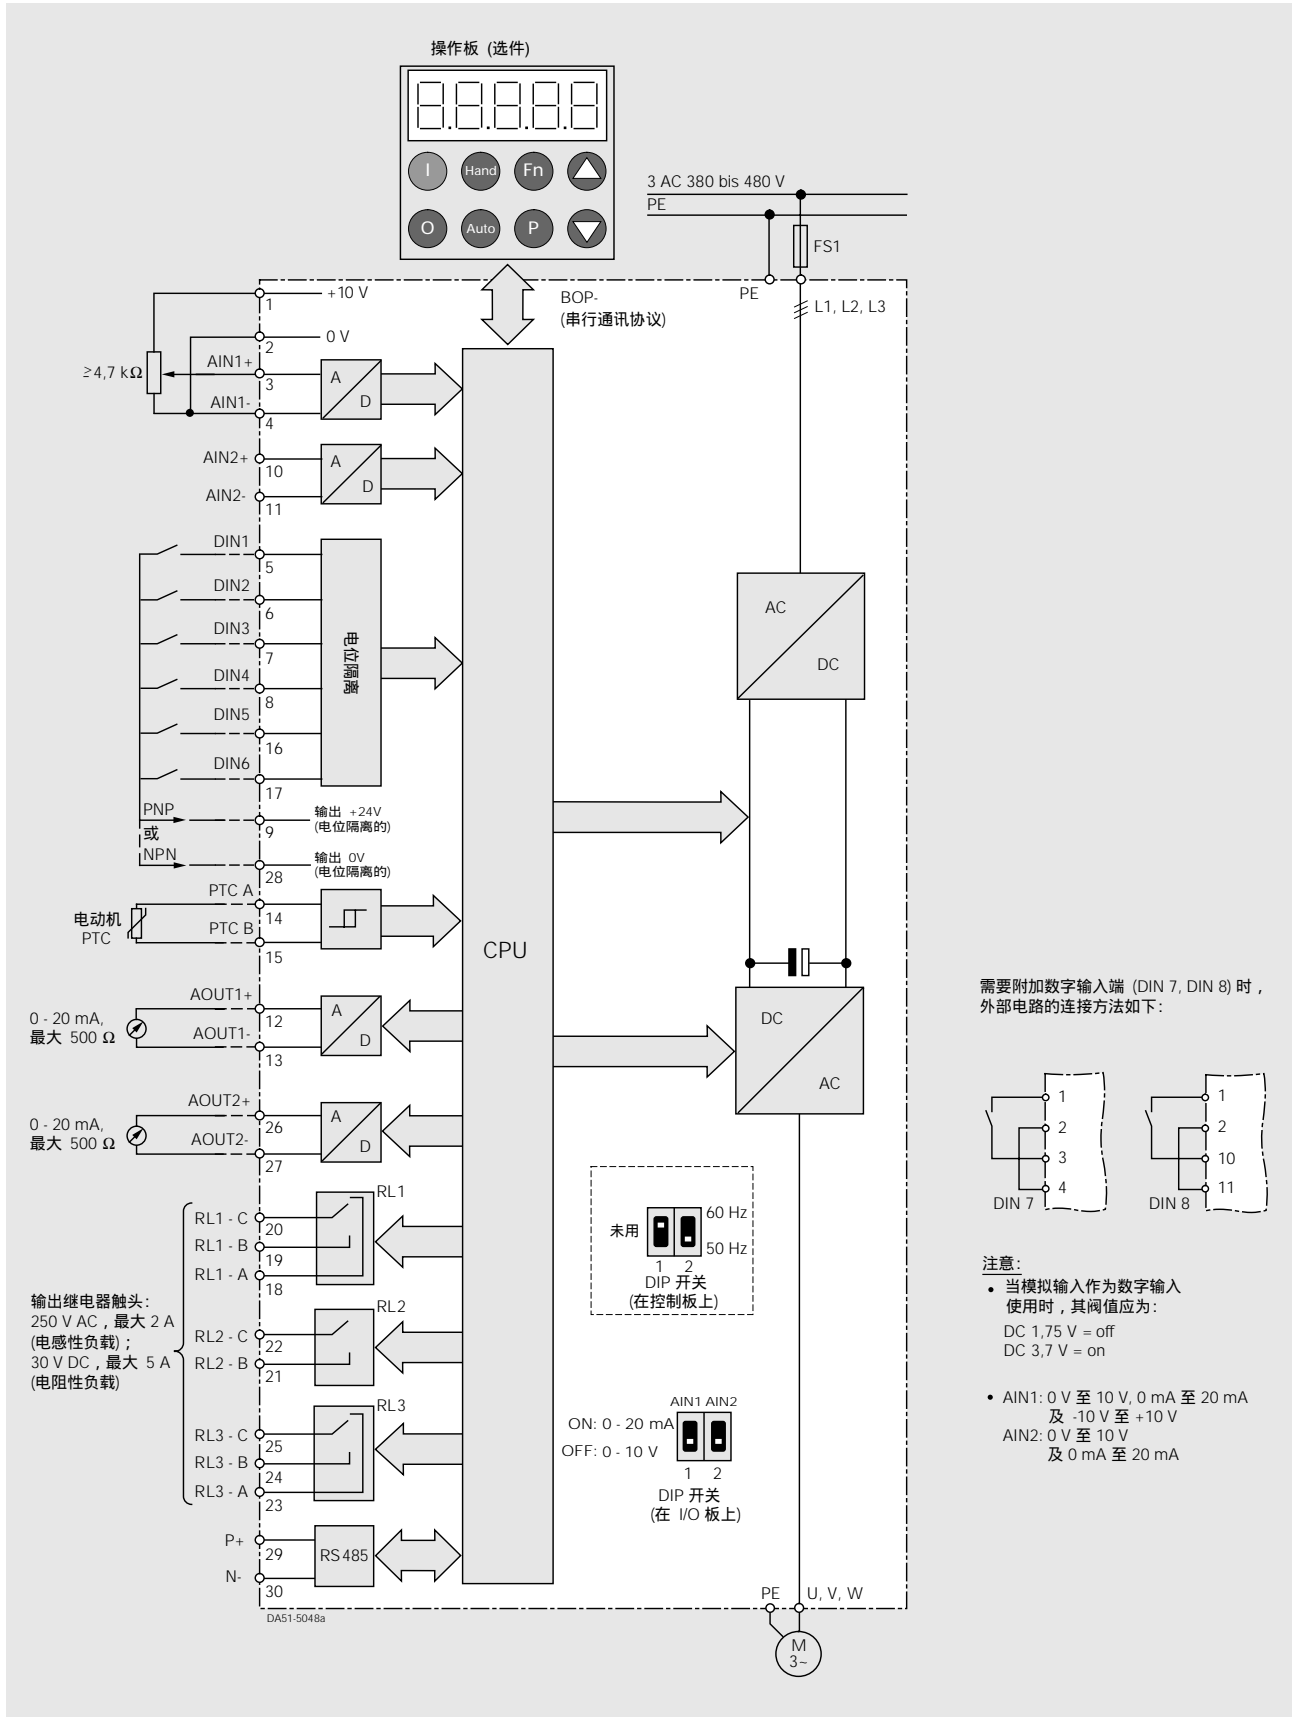 操作板 (选件)
I
Hand
Fn
O
Auto
P
3 AC 380 bis 480 V
PE
FS1
PE
L1, L2, L3
BOP-
(串行通讯协议)
1
+10 V
2
0 V
≥4,7 kΩ
AIN1+
3
AIN1-
4
A
D
AIN2+
10
AIN2-
11
A
D
DIN1
5
DIN2
6
DIN3
7
DIN4
8
DIN5
16
DIN6
17
电位隔离
PNP
或
NPN
9
输出 +24V
(电位隔离的)
28
输出 0V
(电位隔离的)
电动机
PTC
PTC A
14
PTC B
15
CPU
AC
DC
DC
AC
0 - 20 mA,
最大 500 Ω
AOUT1+
12
AOUT1-
13
A
D
0 - 20 mA,
最大 500 Ω
AOUT2+
26
AOUT2-
27
A
D
输出继电器触头:
250 V AC , 最大 2 A
(电感性负载) ;
30 V DC , 最大 5 A
(电阻性负载)
RL1
RL1 - C
20
RL1 - B
19
RL1 - A
18
RL2
RL2 - C
22
RL2 - B
21
RL3
RL3 - C
25
RL3 - B
24
RL3 - A
23
P+
29
N-
30
RS485
DA51-5048a
未用
60 Hz
50 Hz
1 2
DIP 开关
(在控制板上)
AIN1 AIN2
ON: 0 - 20 mA
OFF: 0 - 10 V
1 2
DIP 开关
(在 I/O 板上)
PE
U, V, W
M
3~
需要附加数字输入端 (DIN 7, DIN 8) 时 ,
外部电路的连接方法如下:
1
2
3
4
DIN 7
1
2
10
11
DIN 8
注意:
• 当模拟输入作为数字输入
使用时 , 其阀值应为:
DC 1,75 V = off
DC 3,7 V = on
• AIN1: 0 V 至 10 V, 0 mA 至 20 mA
及 -10 V 至 +10 V
AIN2: 0 V 至 10 V
及 0 mA 至 20 mA